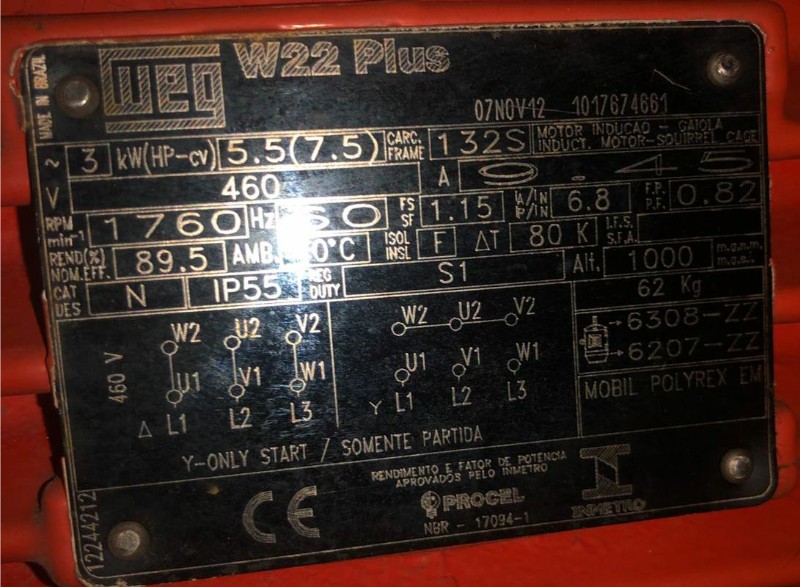 MADE IN BRAZIL
WEG W22 Plus
07NOV12 1017674661
~ 3 kW(HP-cv) 5.5(7.5) CARC. FRAME 132S MOTOR INDUCAO - GAIOLA
INDUCT. MOTOR-SQUIRREL CAGE
V 460 A 9.45
RPM min-1 1760 Hz 60 FS SF 1.15 IA/IN IP/IN 6.8 F.P. P.F. 0.82
REND.(%) NOM.EFF. 89.5 AMB. 0°C ISOL INSL F ΔT 80 K I.F.S. S.F.A.
CAT DES N IP55 REG DUTY S1 Alt. 1000 m.a.n.m. m.a.s.l.
62 Kg
W2 U2 V2 W2 U2 V2
6308-ZZ
6207-ZZ
460 V
U1 V1 W1 U1 V1 W1
MOBIL POLYREX EM
Δ L1 L2 L3 Y L1 L2 L3
Y-ONLY START / SOMENTE PARTIDA
RENDIMENTO E FATOR DE POTENCIA
APROVADOS PELO INMETRO
CE PROCEL INMETRO
NBR - 17094-1
12244212